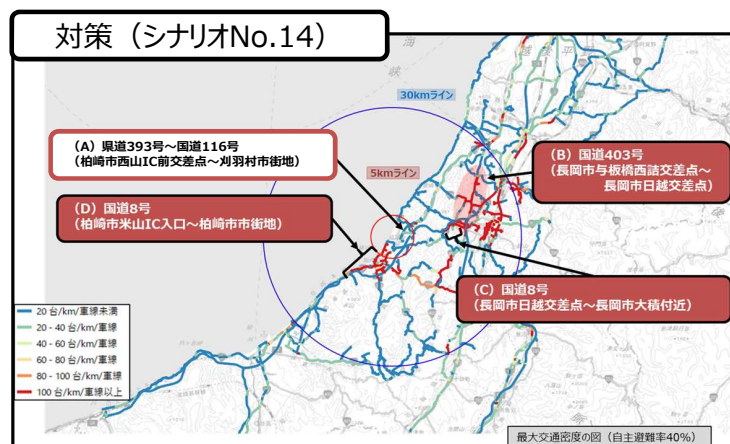 対策（シナリオNo.14）
海
峡
30kmライン
（A）県道393号～国道116号
（柏崎市西山IC前交差点～刈羽村市街地）
5kmライン
（B）国道403号
（長岡市与板橋西詰交差点～
長岡市日越交差点）
（D）国道8号
（柏崎市米山IC入口～柏崎市市街地）
（C）国道8号
（長岡市日越交差点～長岡市大積付近）
20 台/km/車線未満
20 - 40 台/km/車線
40 - 60 台/km/車線
60 - 80 台/km/車線
80 - 100 台/km/車線
100 台/km/車線以上
最大交通密度の図（自主避難率40%）